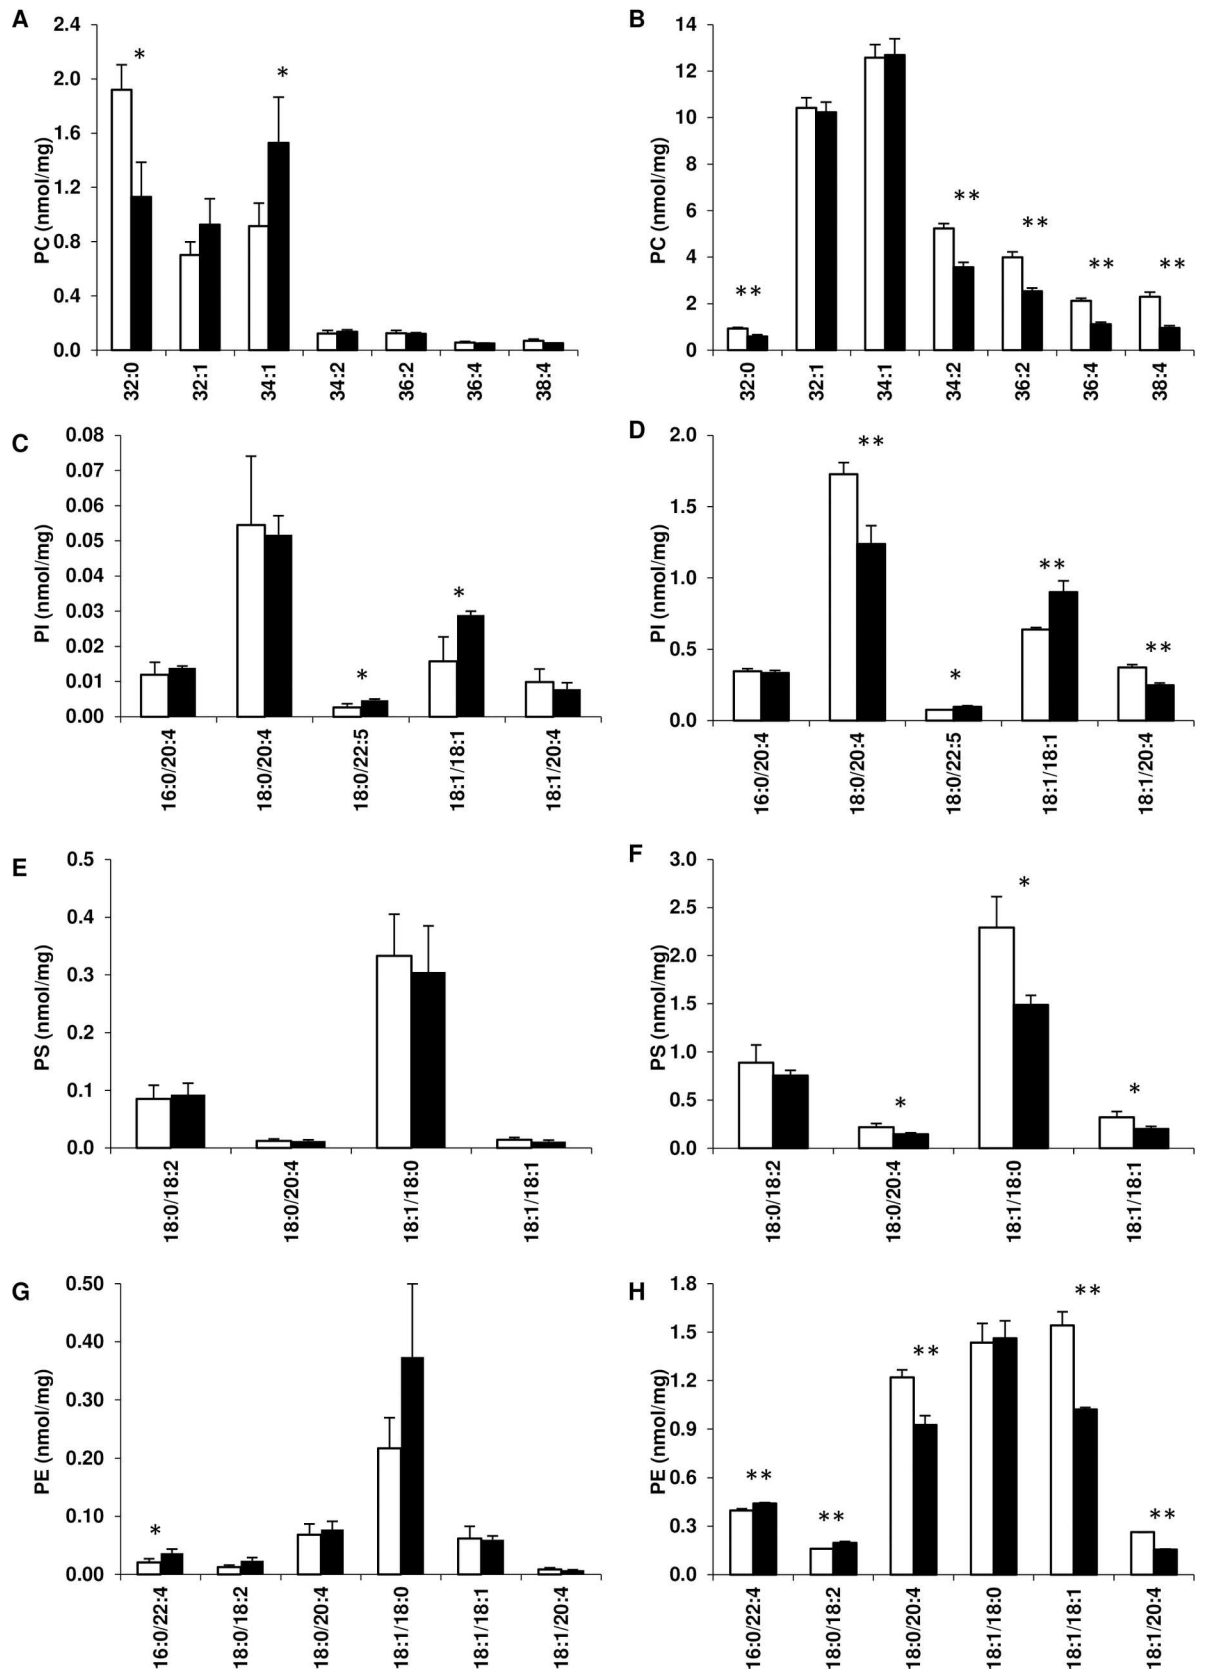 A
PC (nmol/mg)
2.4
2.0
1.6
1.2
0.8
0.4
0.0
*
*
32:0 32:1 34:1 34:2 36:2 36:4 38:4
B
PC (nmol/mg)
14
12
10
8
6
4
2
0
** ** ** ** **
32:0 32:1 34:1 34:2 36:2 36:4 38:4
C
PI (nmol/mg)
0.08
0.07
0.06
0.05
0.04
0.03
0.02
0.01
0.00
* *
16:0/20:4 18:0/20:4 18:0/22:5 18:1/18:1 18:1/20:4
D
PI (nmol/mg)
2.0
1.5
1.0
0.5
0.0
** * ** **
16:0/20:4 18:0/20:4 18:0/22:5 18:1/18:1 18:1/20:4
E
PS (nmol/mg)
0.5
0.4
0.3
0.2
0.1
0.0
18:0/18:2 18:0/20:4 18:1/18:0 18:1/18:1
F
PS (nmol/mg)
3.0
2.5
2.0
1.5
1.0
0.5
0.0
* * *
18:0/18:2 18:0/20:4 18:1/18:0 18:1/18:1
G
PE (nmol/mg)
0.50
0.40
0.30
0.20
0.10
0.00
*
16:0/22:4 18:0/18:2 18:0/20:4 18:1/18:0 18:1/18:1 18:1/20:4
H
PE (nmol/mg)
1.8
1.5
1.2
0.9
0.6
0.3
0.0
** ** ** ** **
16:0/22:4 18:0/18:2 18:0/20:4 18:1/18:0 18:1/18:1 18:1/20:4